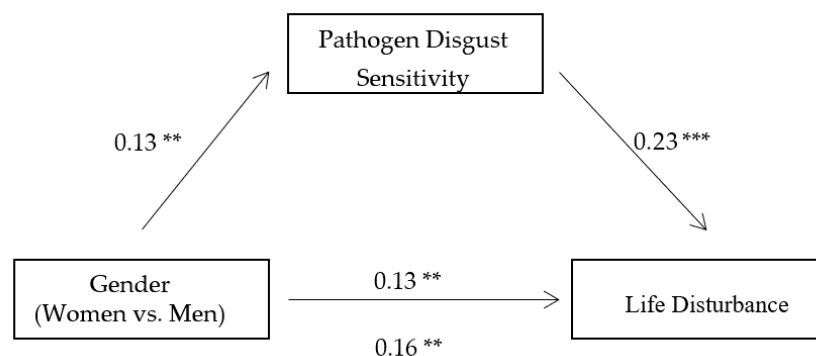 Pathogen Disgust
Sensitivity
0.13 **
0.23 ***
Gender
(Women vs. Men)
0.13 **
0.16 **
Life Disturbance